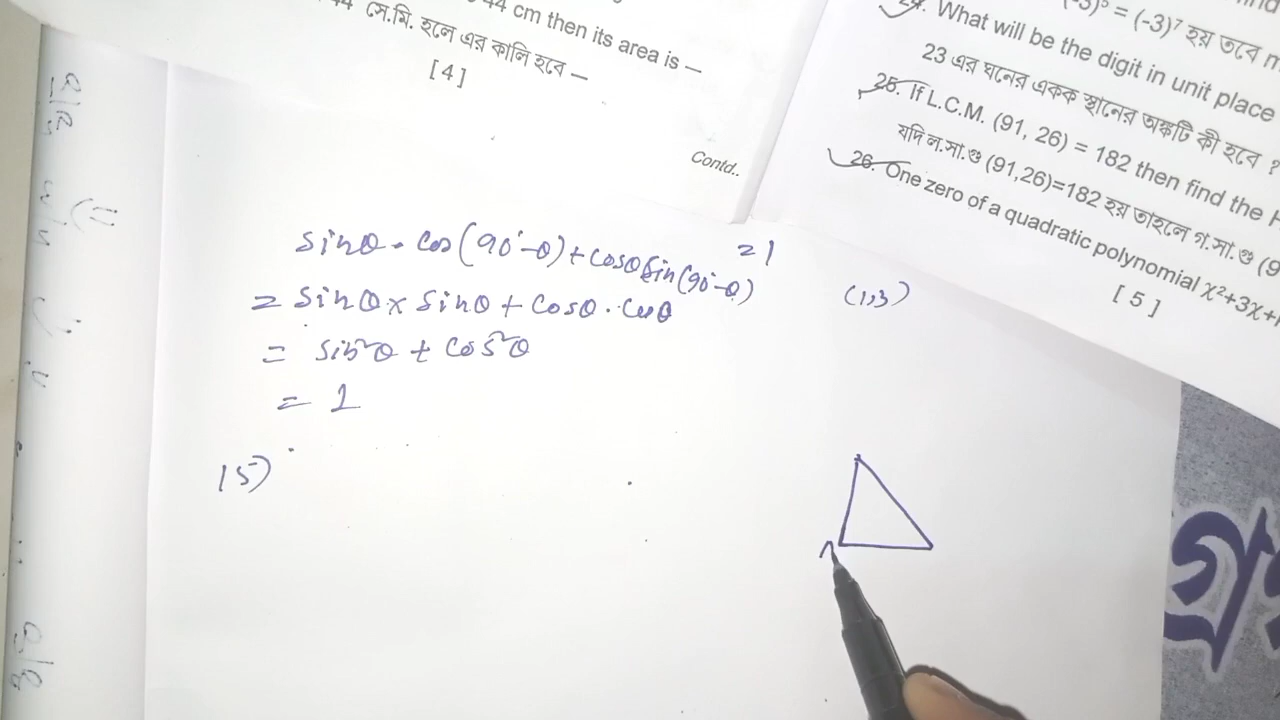 44 cm then its area is —
44 সে.মি. হলে এর কালি হবে —
[4]
Contd..
= (-3)⁷ হয় তবে
24. What will be the digit in unit place
23 এর ঘনের একক স্থানের অঙ্কটি কী হবে ?
25. If L.C.M. (91, 26) = 182 then find the
যদি ল.সা.গু (91,26)=182 হয় তাহলে গ.সা.গু
26. One zero of a quadratic polynomial x²+3x+
[5]
sinθ · cos(90°-θ)+cosθ sin(90°-θ) =1
= sinθ × sinθ + cosθ · cosθ
(1,3)
= sin²θ + cos²θ
= 1
15)